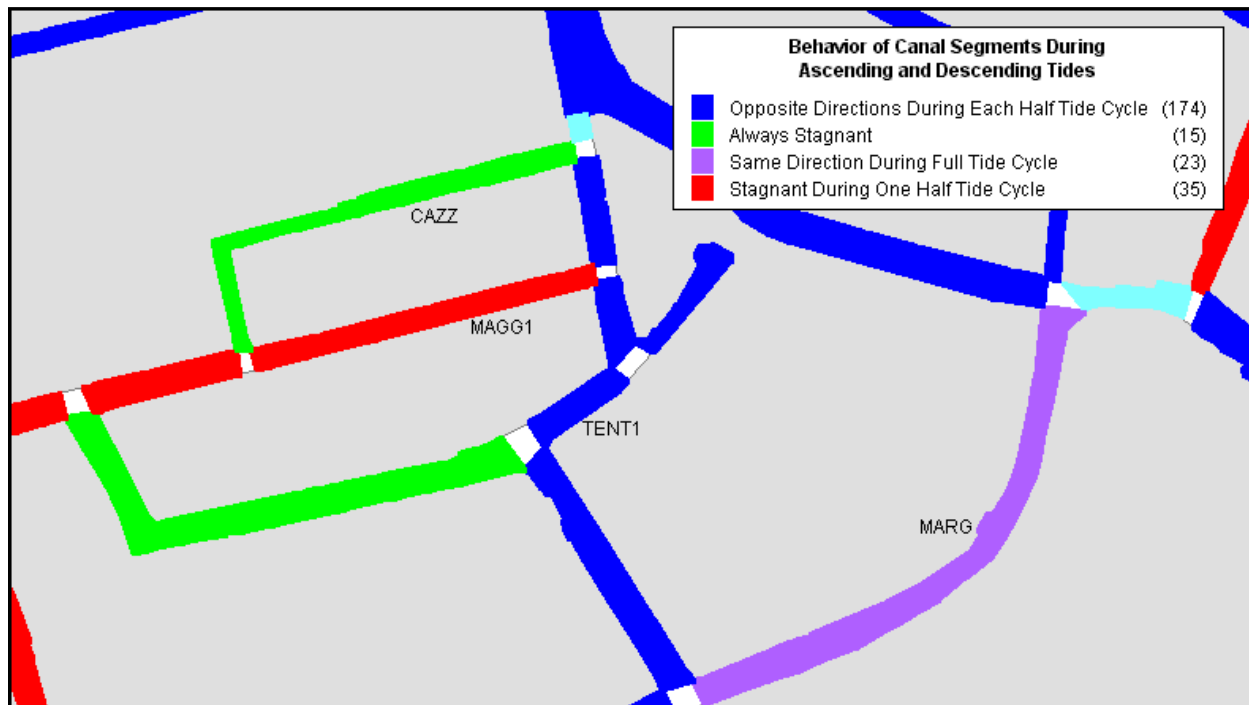 Behavior of Canal Segments During
Ascending and Descending Tides
Opposite Directions During Each Half Tide Cycle (174)
Always Stagnant (15)
Same Direction During Full Tide Cycle (23)
Stagnant During One Half Tide Cycle (35)
CAZZ
MAGG1
TENT1
MARG